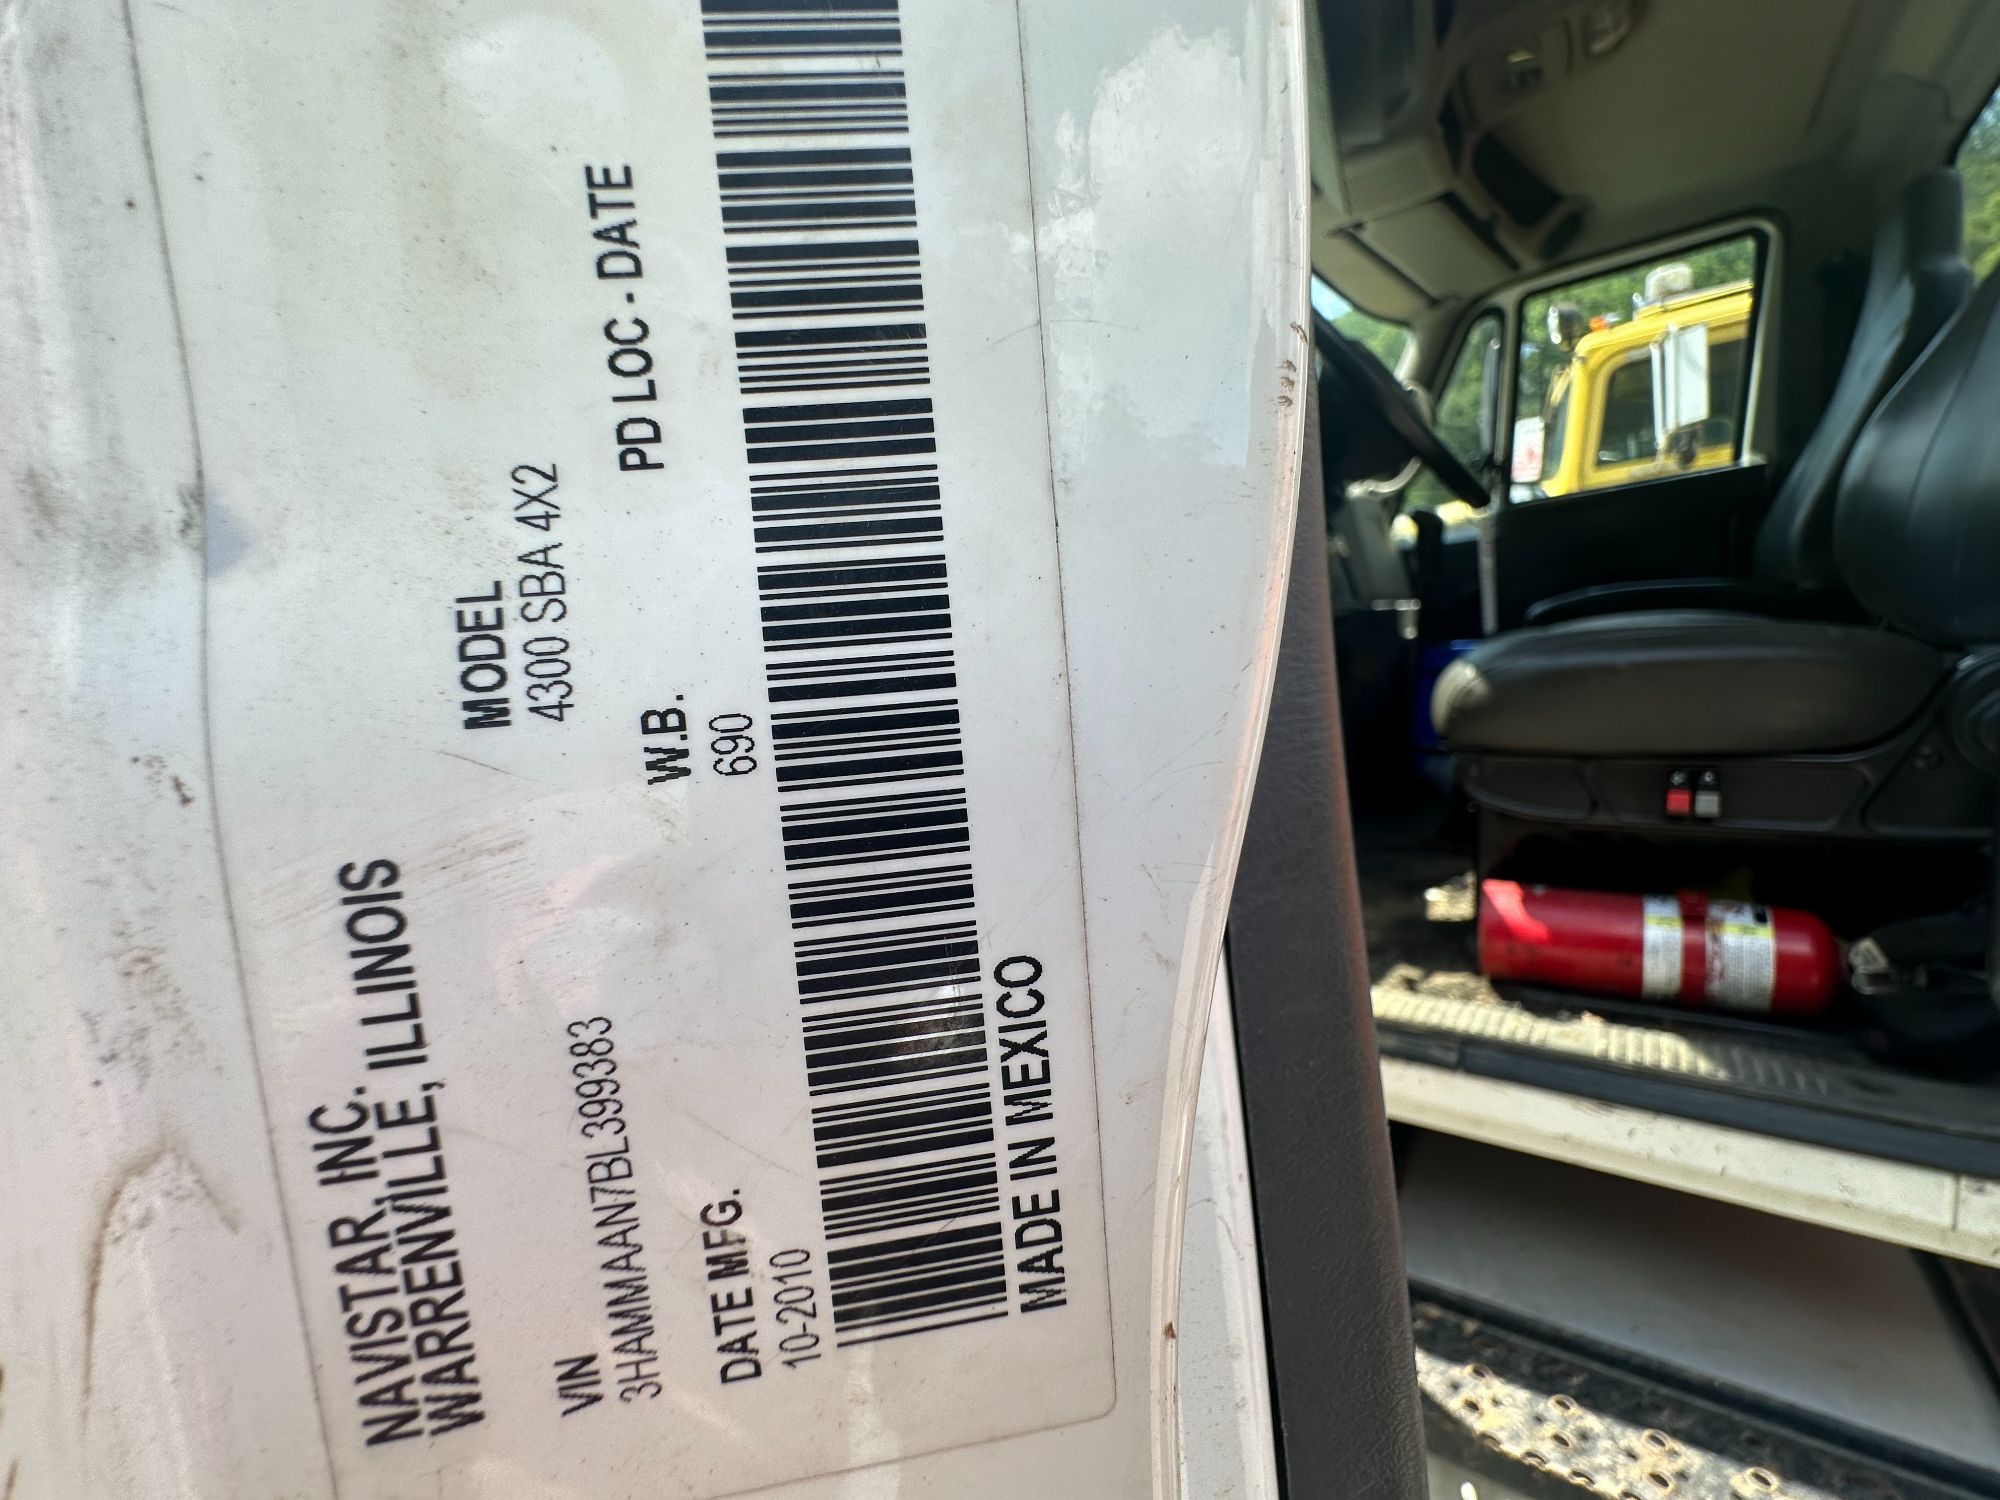 NAVISTAR, INC.
WARRENVILLE, ILLINOIS
VIN
3HAMMAAN7BL399383
MODEL
4300 SBA 4X2
DATE MFG.
10-2010
W.B.
690
PD LOC - DATE
MADE IN MEXICO